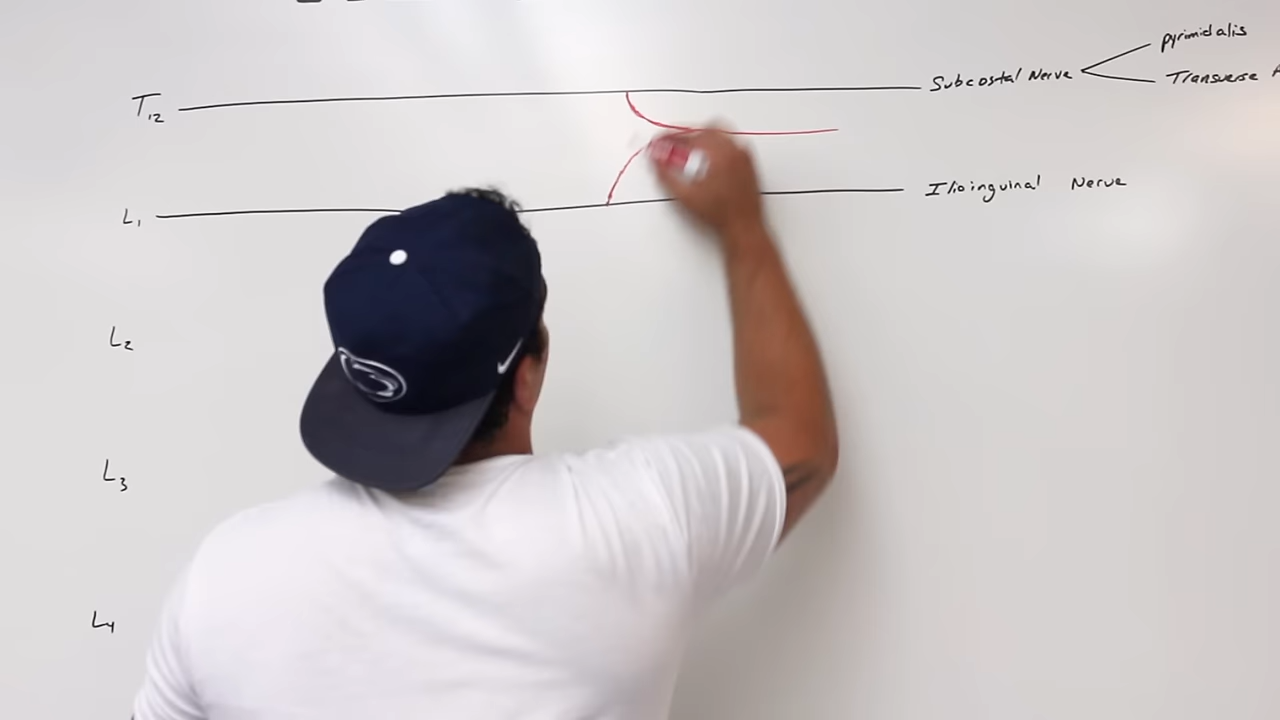 pyrimidalis
T12
Subcostal Nerve
Transverse
L1
Ilioinguinal Nerve
L2
L3
L4